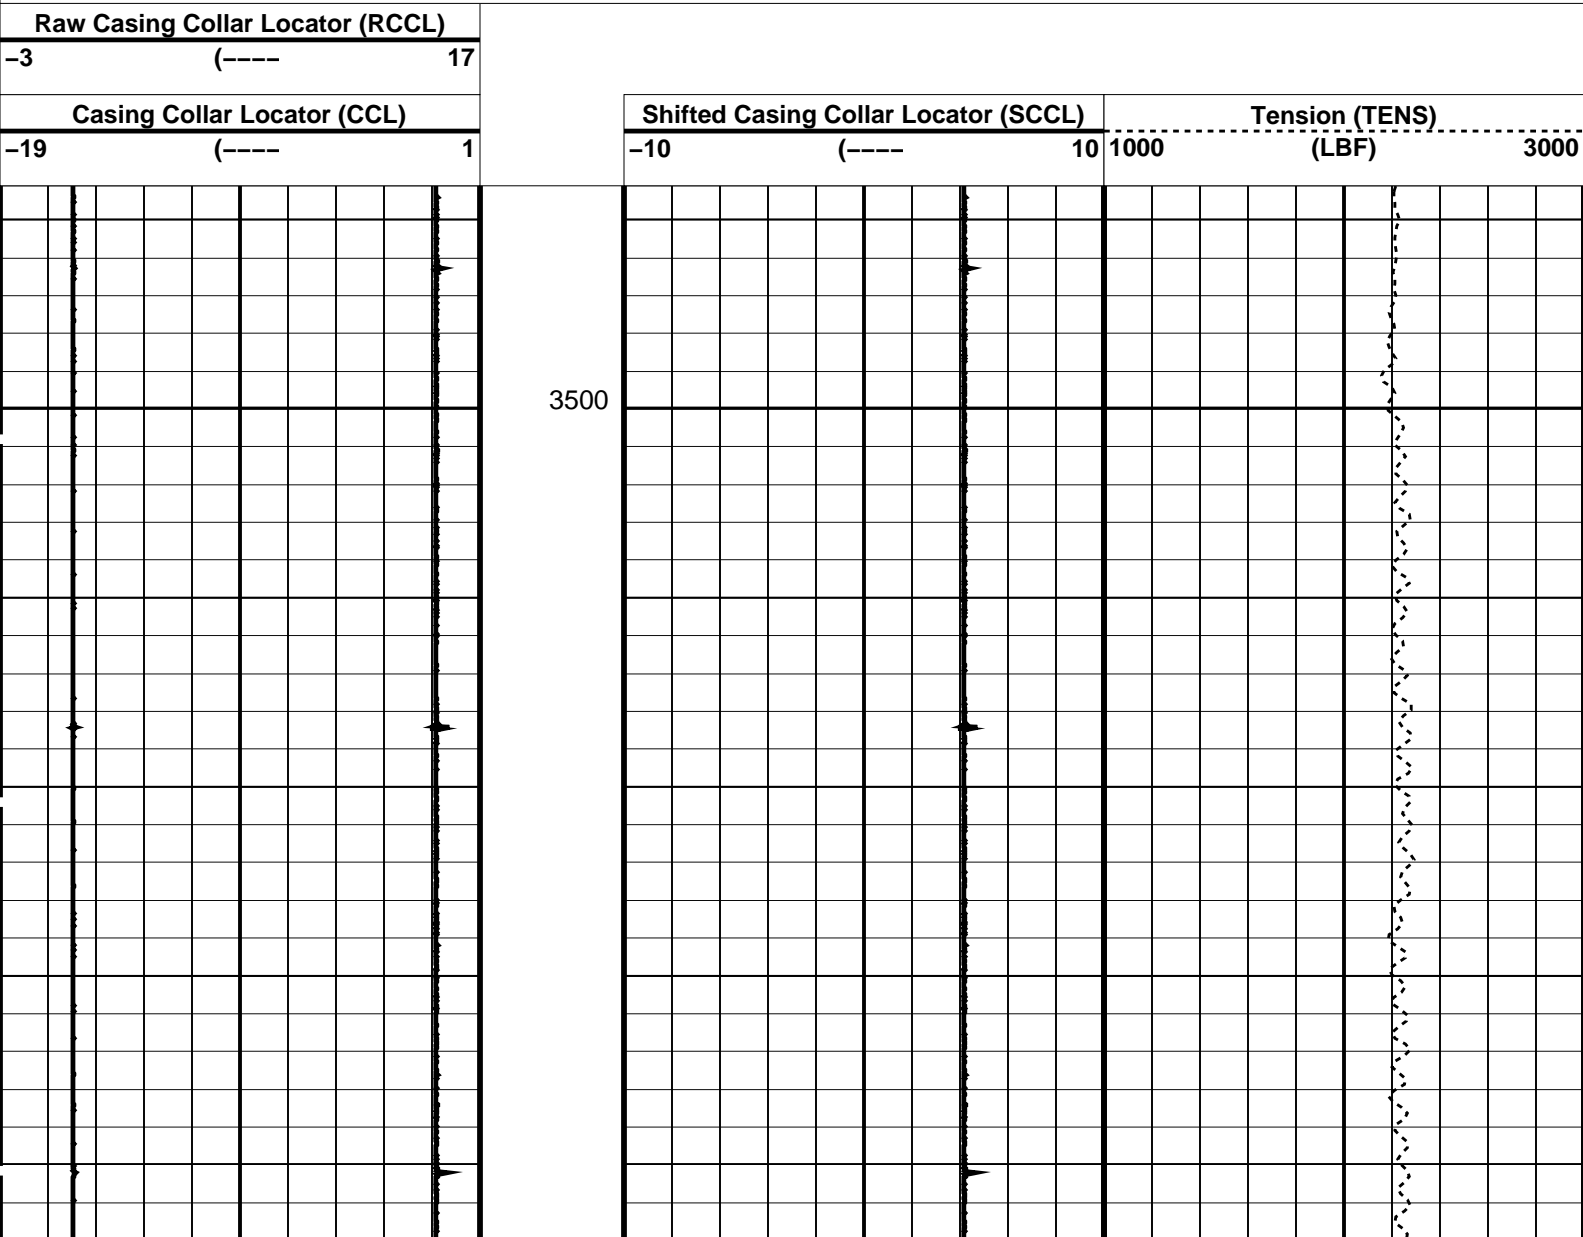 Raw Casing Collar Locator (RCCL)
–3 (–––– 17
Casing Collar Locator (CCL)
–19 (–––– 1
Shifted Casing Collar Locator (SCCL)
–10 (–––– 10
Tension (TENS)
1000 (LBF) 3000
3500